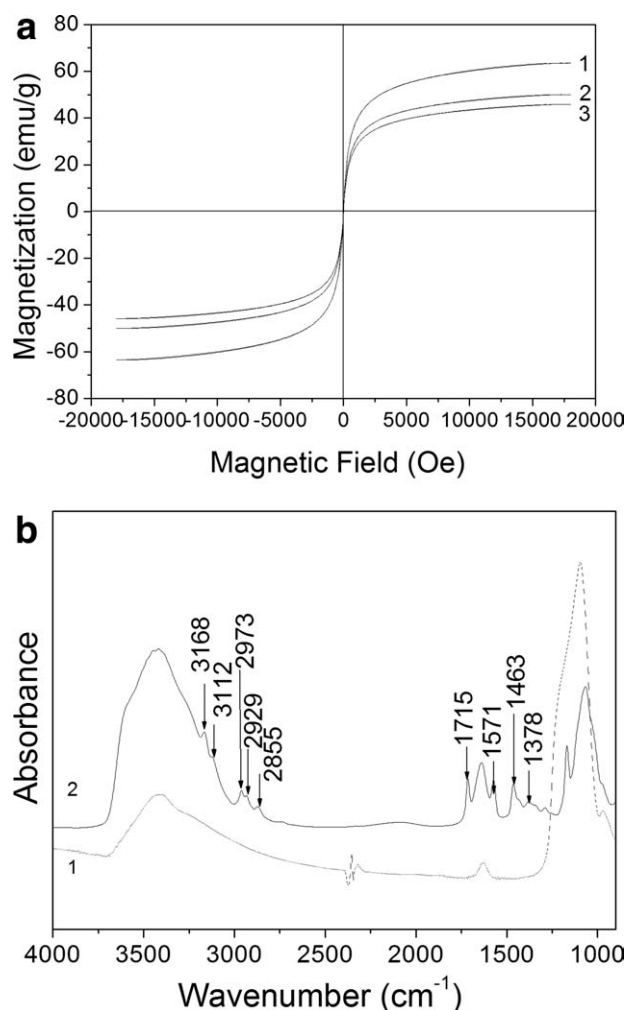 a
80
60
40
20
0
-20
-40
-60
-80
Magnetization (emu/g)
1
2
3
-20000 -15000 -10000 -5000 0 5000 10000 15000 20000
Magnetic Field (Oe)
b
Absorbance
3168
3112
2973
2929
2855
1715
1571
1463
1378
2
1
4000 3500 3000 2500 2000 1500 1000
Wavenumber (cm⁻¹)